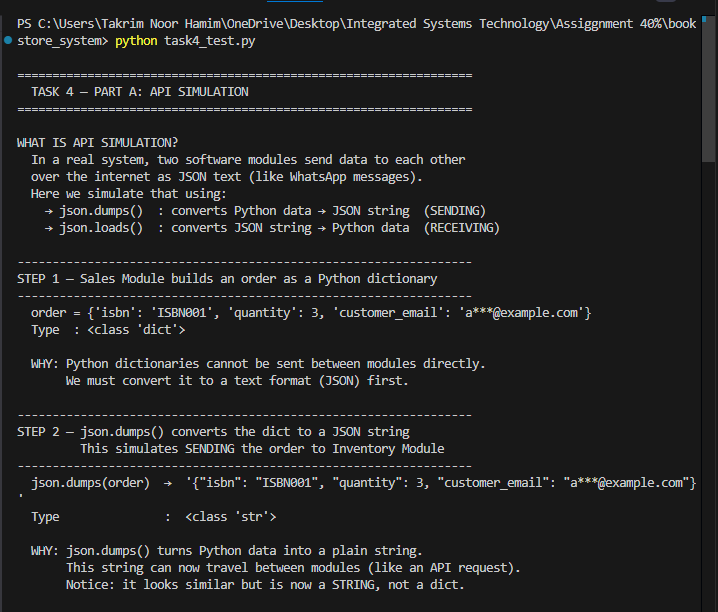 PS C:\Users\Takrim Noor Hamim\OneDrive\Desktop\Integrated Systems Technology\Assiggnment 40%\book
store_system> python task4_test.py
=================================================================
TASK 4 — PART A: API SIMULATION
=================================================================
WHAT IS API SIMULATION?
In a real system, two software modules send data to each other
over the internet as JSON text (like WhatsApp messages).
Here we simulate that using:
→ json.dumps()  : converts Python data → JSON string  (SENDING)
→ json.loads()  : converts JSON string → Python data  (RECEIVING)
-----------------------------------------------------------------
STEP 1 — Sales Module builds an order as a Python dictionary
-----------------------------------------------------------------
order = {'isbn': 'ISBN001', 'quantity': 3, 'customer_email': 'a***@example.com'}
Type  : <class 'dict'>
WHY: Python dictionaries cannot be sent between modules directly.
We must convert it to a text format (JSON) first.
-----------------------------------------------------------------
STEP 2 — json.dumps() converts the dict to a JSON string
This simulates SENDING the order to Inventory Module
-----------------------------------------------------------------
json.dumps(order)  →  '{"isbn": "ISBN001", "quantity": 3, "customer_email": "a***@example.com"}
'
Type               :  <class 'str'>
WHY: json.dumps() turns Python data into a plain string.
This string can now travel between modules (like an API request).
Notice: it looks similar but is now a STRING, not a dict.